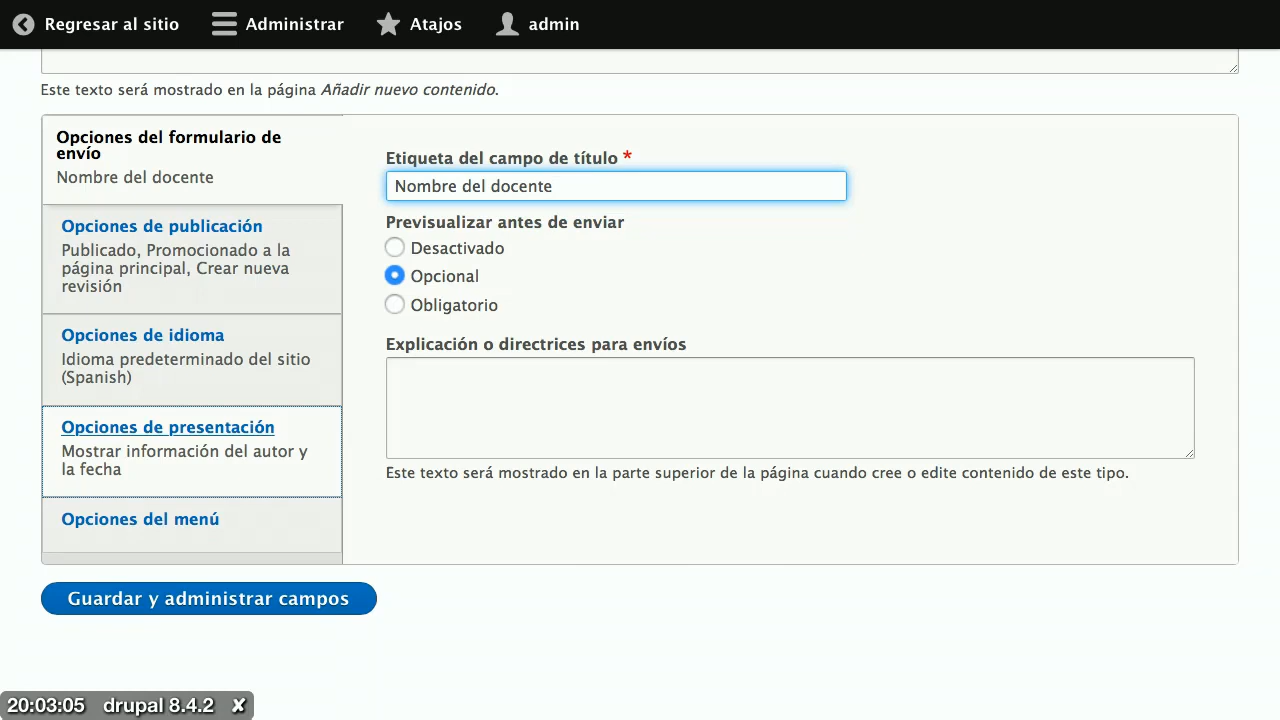 Regresar al sitio Administrar Atajos admin
Este texto será mostrado en la página Añadir nuevo contenido.
Opciones del formulario de
envío
Nombre del docente
Opciones de publicación
Publicado, Promocionado a la
página principal, Crear nueva
revisión
Opciones de idioma
Idioma predeterminado del sitio
(Spanish)
Opciones de presentación
Mostrar información del autor y
la fecha
Opciones del menú
Etiqueta del campo de título *
Nombre del docente
Previsualizar antes de enviar
Desactivado
Opcional
Obligatorio
Explicación o directrices para envíos
Este texto será mostrado en la parte superior de la página cuando cree o edite contenido de este tipo.
Guardar y administrar campos
20:03:05 drupal 8.4.2 ✘